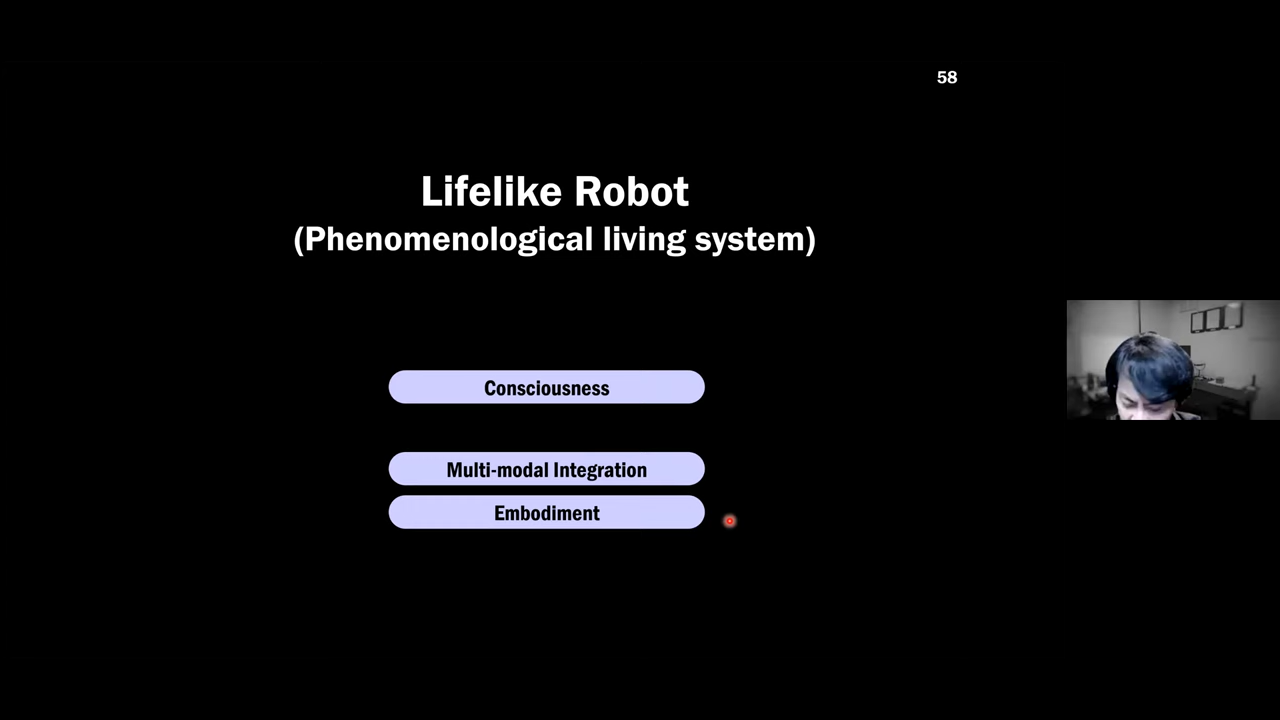 58
Lifelike Robot
(Phenomenological living system)
Consciousness
Multi-modal Integration
Embodiment